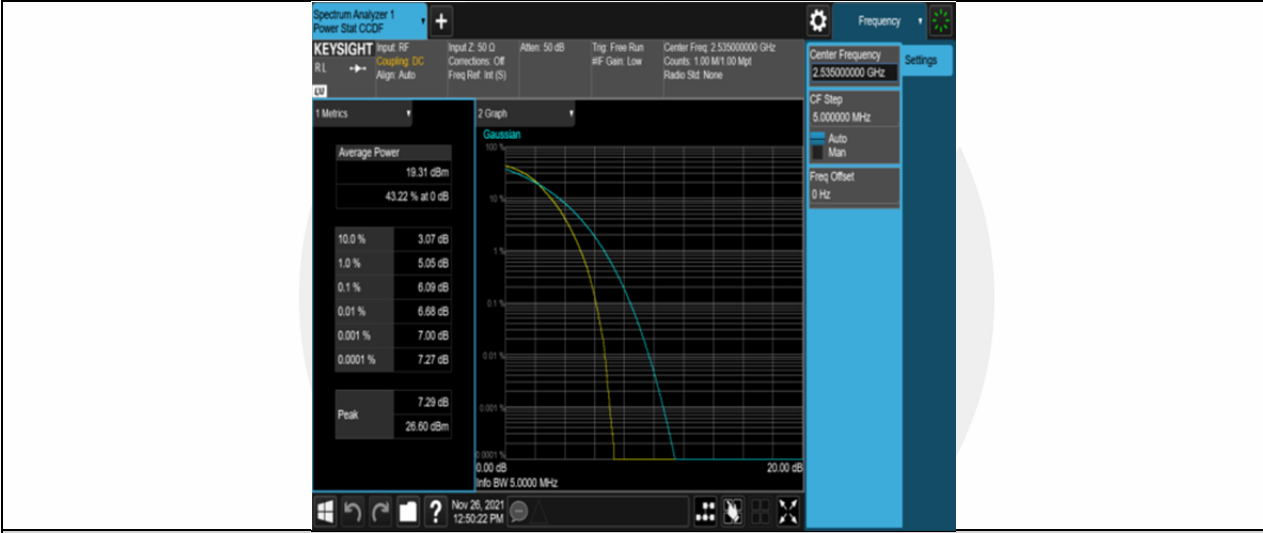 Spectrum Analyzer 1
Power Stat CCDF
+
Frequency
KEYSIGHT
RL
LV
Input: RF
Coupling: DC
Align: Auto
Input Z: 50 Ω
Corrections: Off
Freq Ref: Int (S)
Atten: 50 dB
Trig: Free Run
#IF Gain: Low
Center Freq: 2.535000000 GHz
Counts: 1.00 M/1.00 Mpt
Radio Std: None
Center Frequency
2.535000000 GHz
Settings
CF Step
5.000000 MHz
Auto
Man
Freq Offset
0 Hz
1 Metrics
Average Power
19.31 dBm
43.22 % at 0 dB
10.0 % 3.07 dB
1.0 % 5.05 dB
0.1 % 6.09 dB
0.01 % 6.68 dB
0.001 % 7.00 dB
0.0001 % 7.27 dB
Peak
7.29 dB
26.60 dBm
2 Graph
Gaussian
100 %
10 %
1 %
0.1 %
0.01 %
0.001 %
0.0001 %
0.00 dB
20.00 dB
Info BW 5.0000 MHz
?
Nov 26, 2021
12:50:22 PM